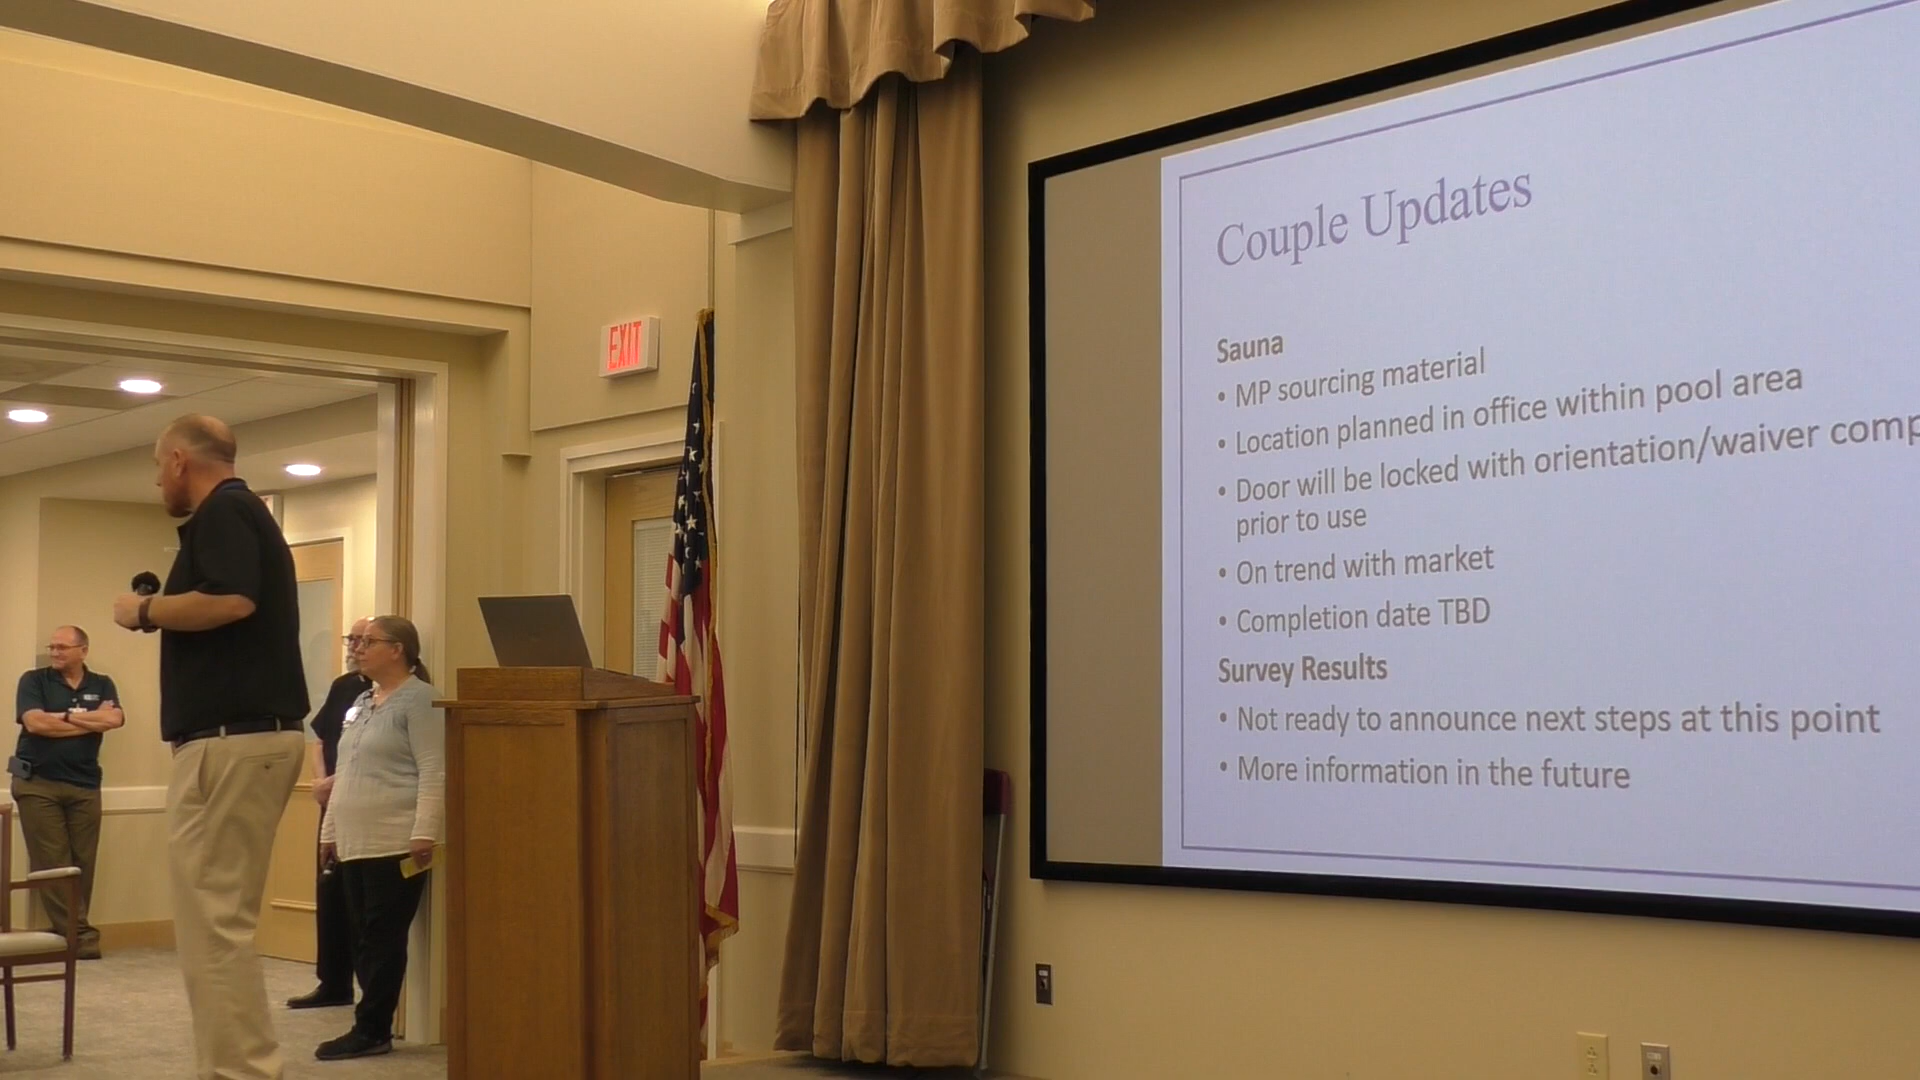 EXIT
Couple Updates
Sauna
• MP sourcing material
• Location planned in office within pool area
• Door will be locked with orientation/waiver comp
prior to use
• On trend with market
• Completion date TBD
Survey Results
• Not ready to announce next steps at this point
• More information in the future